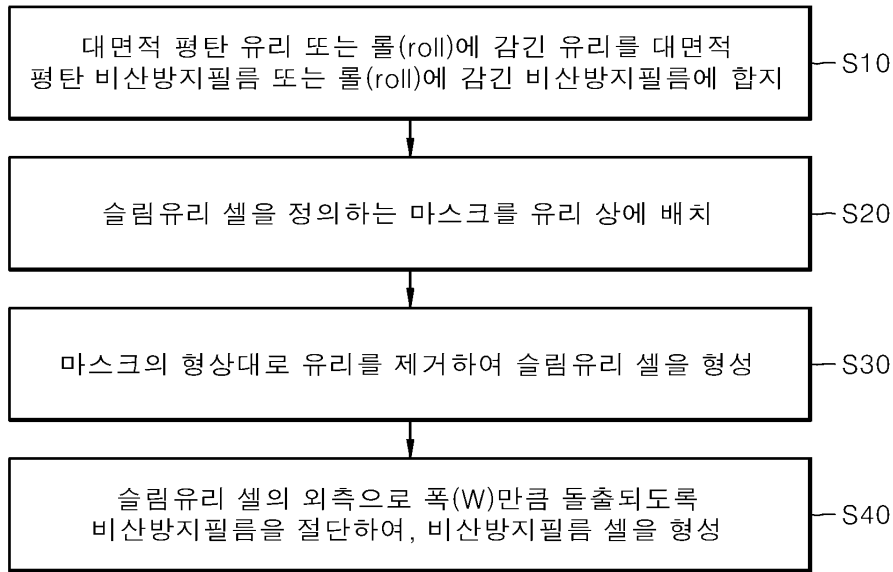 대면적 평탄 유리 또는 롤(roll)에 감긴 유리를 대면적
평탄 비산방지필름 또는 롤(roll)에 감긴 비산방지필름에 합지
S10
슬림유리 셀을 정의하는 마스크를 유리 상에 배치
S20
마스크의 형상대로 유리를 제거하여 슬림유리 셀을 형성
S30
슬림유리 셀의 외측으로 폭(W)만큼 돌출되도록
비산방지필름을 절단하여, 비산방지필름 셀을 형성
S40